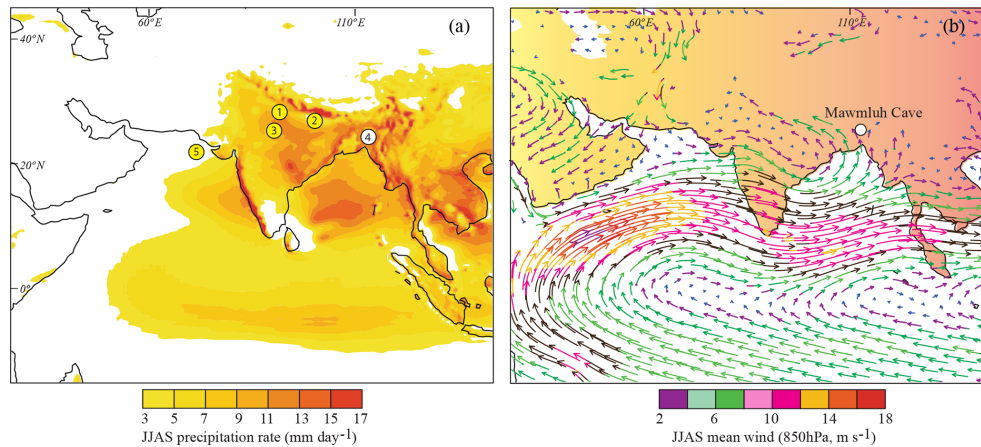 60°E 110°E (a)
40°N
20°N
0°N
1
2
3
4
5
T
3 5 7 9 11 13 15 17
JJAS precipitation rate (mm day⁻¹)
60°E 110°E (b)
Mawmluh Cave
2 6 10 14 18
JJAS mean wind (850hPa, m s⁻¹)